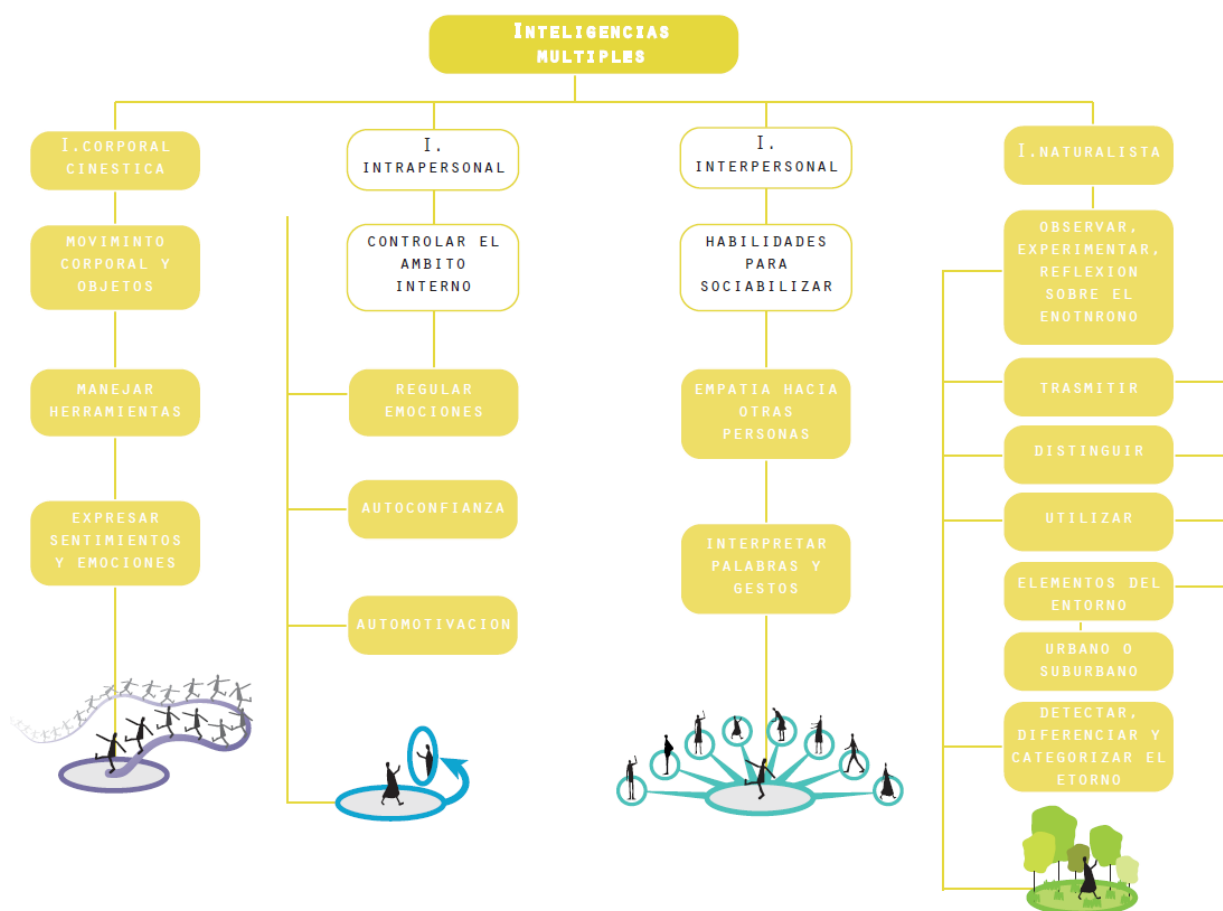 INTELIGENCIAS
MULTIPLES
I.CORPORAL
CINESTICA
MOVIMINTO
CORPORAL Y
OBJETOS
MANEJAR
HERRAMIENTAS
EXPRESAR
SENTIMIENTOS
Y EMOCIONES
I.
INTRAPERSONAL
CONTROLAR EL
AMBITO
INTERNO
REGULAR
EMOCIONES
AUTOCONFIANZA
AUTOMOTIVACION
I.
INTERPERSONAL
HABILIDADES
PARA
SOCIABILIZAR
EMPATIA HACIA
OTRAS
PERSONAS
INTERPRETAR
PALABRAS Y
GESTOS
I.NATURALISTA
OBSERVAR,
EXPERIMENTAR,
REFLEXION
SOBRE EL
ENOTNRONO
TRASMITIR
DISTINGUIR
UTILIZAR
ELEMENTOS DEL
ENTORNO
URBANO O
SUBURBANO
DETECTAR,
DIFERENCIAR Y
CATEGORIZAR EL
ETORNO